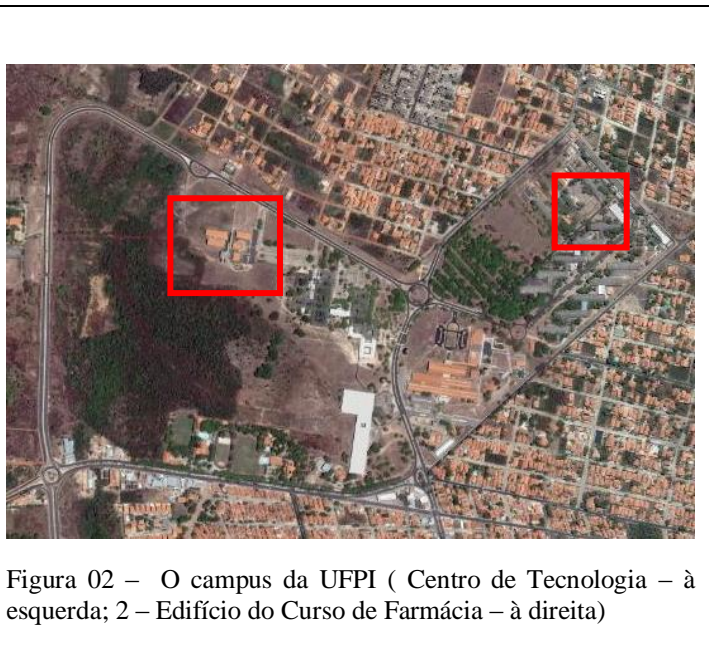 Figura 02 – O campus da UFPI ( Centro de Tecnologia – à
esquerda; 2 – Edifício do Curso de Farmácia – à direita)